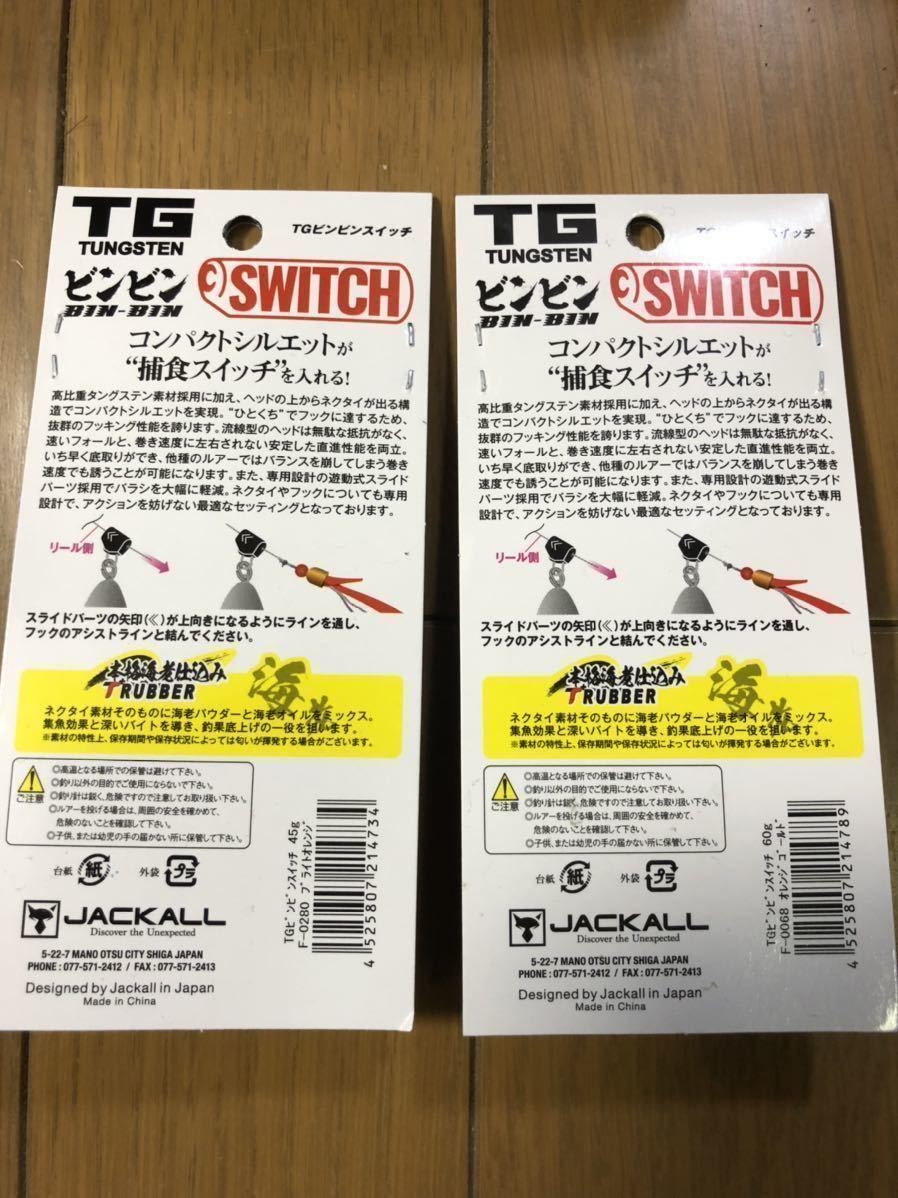 TG
TUNGSTEN
TGビンビンスイッチ
ビンビン
BIN-BIN
SWITCH
コンパクトシルエットが
“捕食スイッチ”を入れる！
高比重タングステン素材採用に加え、ヘッドの上からネクタイが出る構
造でコンパクトシルエットを実現。“ひとくち”でフックに達するため、
抜群のフッキング性能を誇ります。流線型のヘッドは無駄な抵抗がなく、
速いフォールと、巻き速度に左右されない安定した直進性能を両立。
いち早く底取りができ、他種のルアーではバランスを崩してしまう巻き
速度でも誘うことが可能になります。また、専用設計の遊動式スライド
パーツ採用でバラシを大幅に軽減。ネクタイやフックについても専用
設計で、アクションを妨げない最適なセッティングとなっております。
リール側
スライドパーツの矢印(《)が上向きになるようにラインを通し、
フックのアシストラインと結んでください。
本格海老仕込み
T RUBBER
ネクタイ素材そのものに海老パウダーと海老オイルをミックス。
集魚効果と深いバイトを導き、釣果底上げの一役を担います。
※素材の特性上、保存期間や保存状況によっては匂いが揮発する場合がございます。
ご注意
◎高温となる場所での保管は避けて下さい。
◎釣り以外の目的でご使用にならないで下さい。
◎釣り針は鋭く、危険ですので注意してお取り扱い下さい。
◎ルアーを投げる場合は、周囲の安全を確かめて、
危険のないことを確認して下さい。
◎子供、または幼児の手の届かない所に保管して下さい。
台紙 紙 外袋 プラ
JACKALL
Discover the Unexpected
5-22-7 MANO OTSU CITY SHIGA JAPAN
PHONE : 077-571-2412 / FAX : 077-571-2413
Designed by Jackall in Japan
Made in China
TGビンビンスイッチ 45g
F-0280 ブライトオレンジ
4 525807 214734
TG
TUNGSTEN
スイッチ
ビンビン
BIN-BIN
SWITCH
コンパクトシルエットが
“捕食スイッチ”を入れる！
高比重タングステン素材採用に加え、ヘッドの上からネクタイが出る構
造でコンパクトシルエットを実現。“ひとくち”でフックに達するため、
抜群のフッキング性能を誇ります。流線型のヘッドは無駄な抵抗がなく、
速いフォールと、巻き速度に左右されない安定した直進性能を両立。
いち早く底取りができ、他種のルアーではバランスを崩してしまう巻き
速度でも誘うことが可能になります。また、専用設計の遊動式スライド
パーツ採用でバラシを大幅に軽減。ネクタイやフックについても専用
設計で、アクションを妨げない最適なセッティングとなっております。
リール側
スライドパーツの矢印(《)が上向きになるようにラインを通し、
フックのアシストラインと結んでください。
本格海老仕込み
T RUBBER
ネクタイ素材そのものに海老パウダーと海老オイルをミックス。
集魚効果と深いバイトを導き、釣果底上げの一役を担います。
※素材の特性上、保存期間や保存状況によっては匂いが揮発する場合がございます。
ご注意
◎高温となる場所での保管は避けて下さい。
◎釣り以外の目的でご使用にならないで下さい。
◎釣り針は鋭く、危険ですので注意してお取り扱い下さい。
◎ルアーを投げる場合は、周囲の安全を確かめて、
危険のないことを確認して下さい。
◎子供、または幼児の手の届かない所に保管して下さい。
台紙 紙 外袋 プラ
JACKALL
Discover the Unexpected
5-22-7 MANO OTSU CITY SHIGA JAPAN
PHONE : 077-571-2412 / FAX : 077-571-2413
Designed by Jackall in Japan
Made in China
TGビンビンスイッチ 60g
F-0068 オレンジゴールド
4 525807 214789